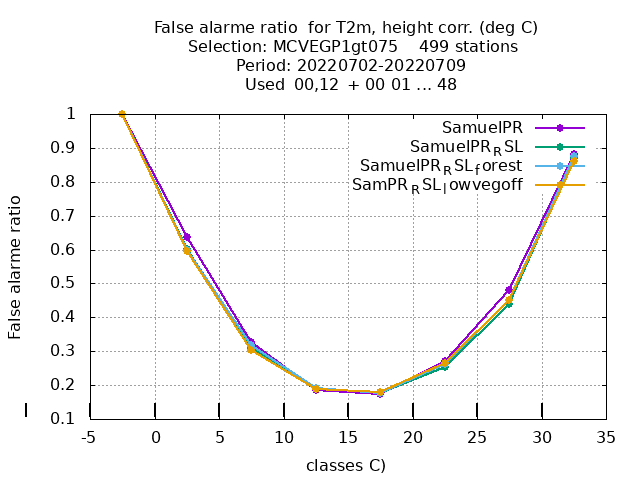 False alarme ratio  for T2m, height corr. (deg C)
Selection: MCVEGP1gt075    499 stations
Period: 20220702-20220709
Used  00,12  + 00 01 ... 48
SamuelPR
SamuelPR_RSL
SamuelPR_RSL_forest
SamPR_RSL_lowvegoff
False alarme ratio
1
0.9
0.8
0.7
0.6
0.5
0.4
0.3
0.2
0.1
-5 0 5 10 15 20 25 30 35
classes C)